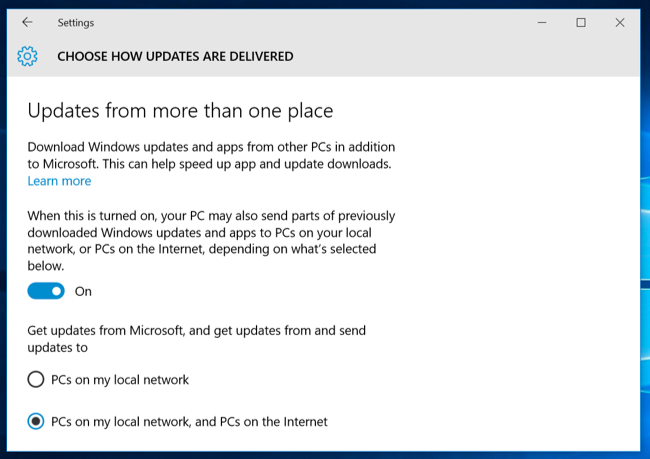 Settings
CHOOSE HOW UPDATES ARE DELIVERED
Updates from more than one place
Download Windows updates and apps from other PCs in addition
to Microsoft. This can help speed up app and update downloads.
Learn more
When this is turned on, your PC may also send parts of previously
downloaded Windows updates and apps to PCs on your local
network, or PCs on the Internet, depending on what's selected
below.
On
Get updates from Microsoft, and get updates from and send
updates to
PCs on my local network
PCs on my local network, and PCs on the Internet